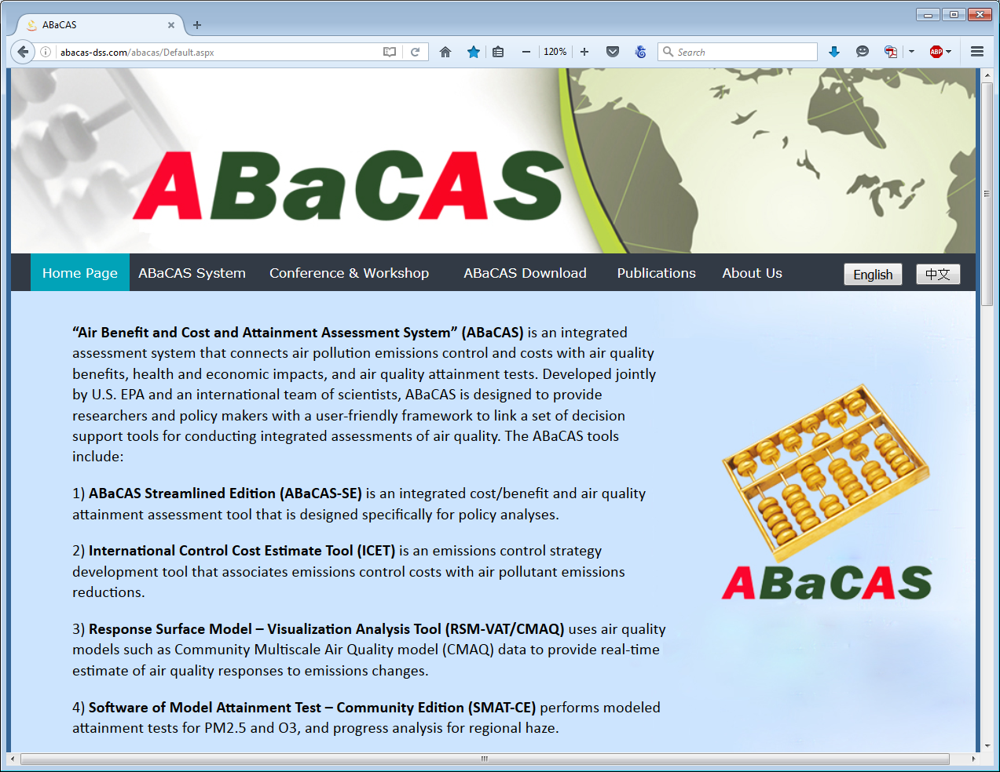 ABaCAS
abacas-dss.com/abacas/Default.aspx
120%
Search
ABP
ABaCAS
Home Page
ABaCAS System
Conference & Workshop
ABaCAS Download
Publications
About Us
English
中文
“Air Benefit and Cost and Attainment Assessment System” (ABaCAS) is an integrated
assessment system that connects air pollution emissions control and costs with air quality
benefits, health and economic impacts, and air quality attainment tests. Developed jointly
by U.S. EPA and an international team of scientists, ABaCAS is designed to provide
researchers and policy makers with a user-friendly framework to link a set of decision
support tools for conducting integrated assessments of air quality. The ABaCAS tools
include:
1) ABaCAS Streamlined Edition (ABaCAS-SE) is an integrated cost/benefit and air quality
attainment assessment tool that is designed specifically for policy analyses.
2) International Control Cost Estimate Tool (ICET) is an emissions control strategy
development tool that associates emissions control costs with air pollutant emissions
reductions.
3) Response Surface Model – Visualization Analysis Tool (RSM-VAT/CMAQ) uses air quality
models such as Community Multiscale Air Quality model (CMAQ) data to provide real-time
estimate of air quality responses to emissions changes.
4) Software of Model Attainment Test – Community Edition (SMAT-CE) performs modeled
attainment tests for PM2.5 and O3, and progress analysis for regional haze.
ABaCAS